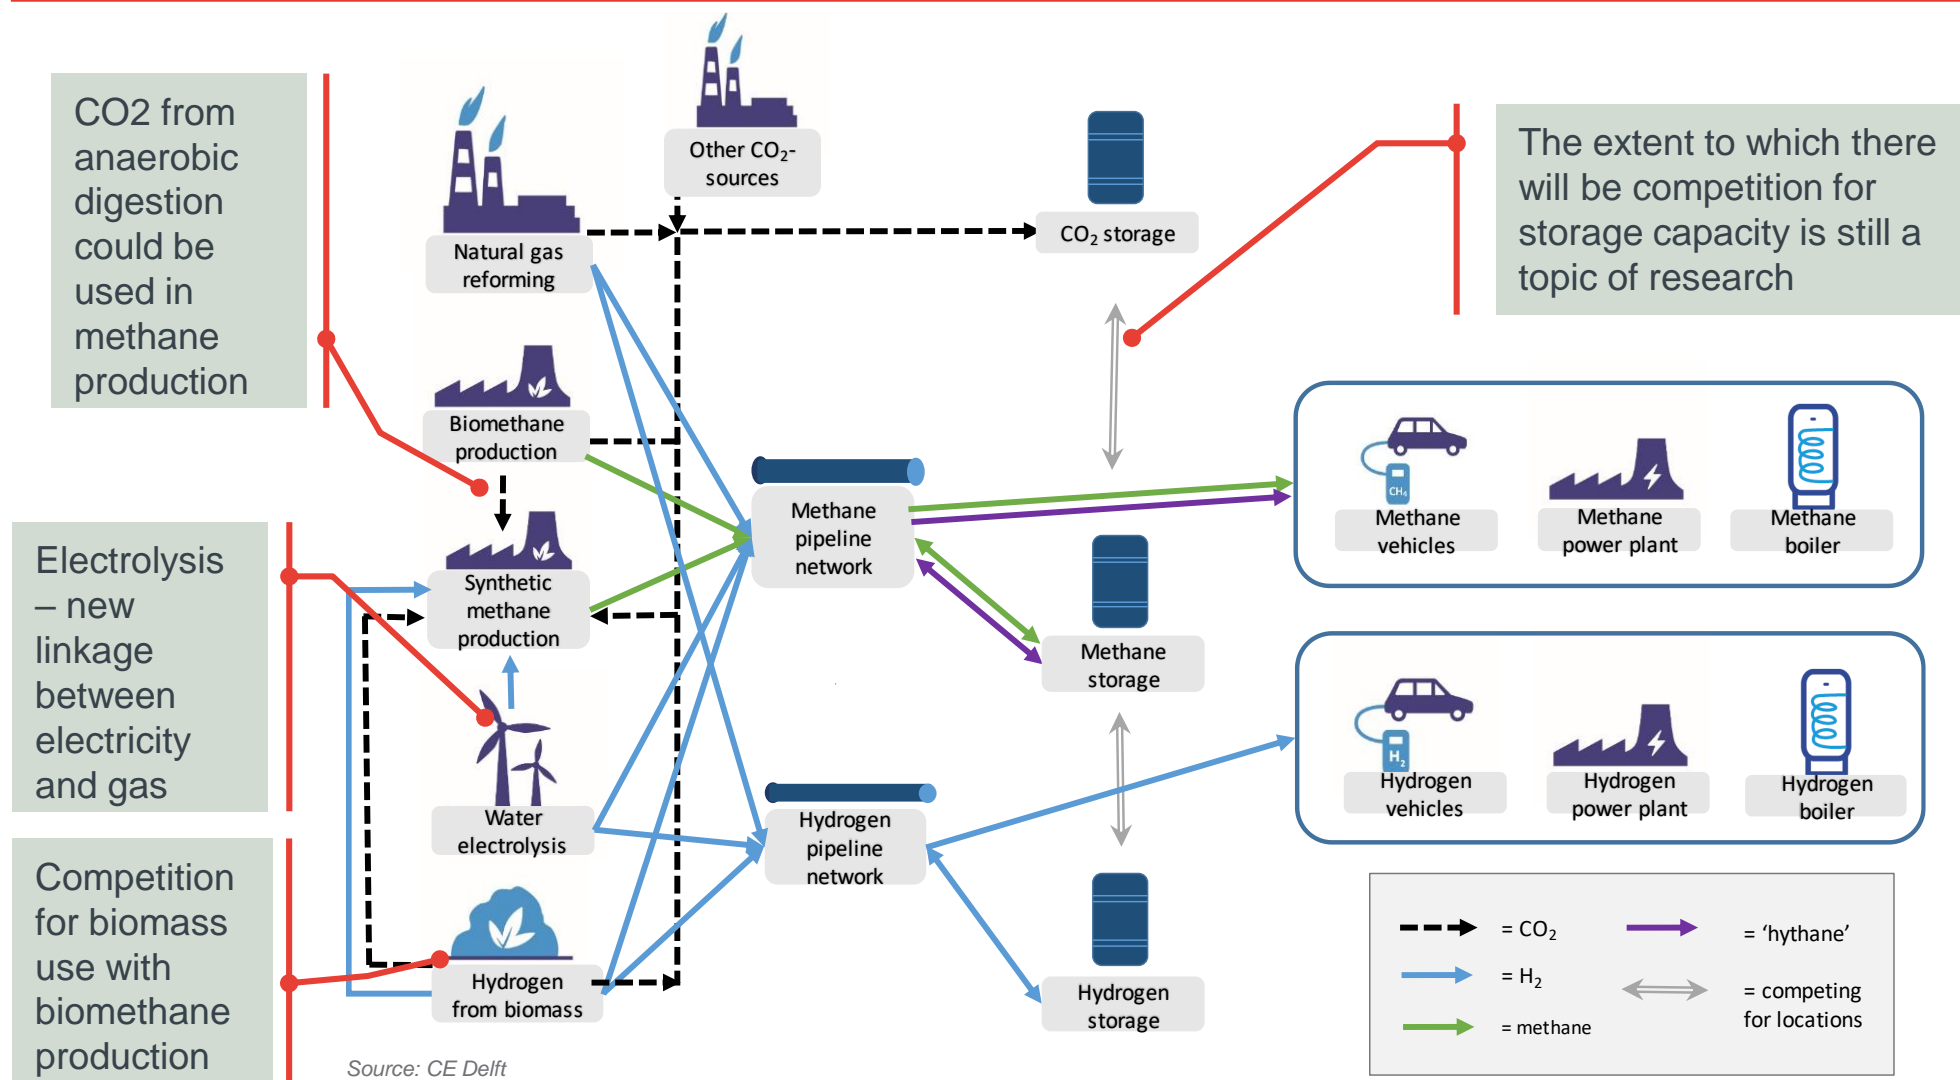 CO2 from
anaerobic
digestion
could be
used in
methane
production
Electrolysis
– new
linkage
between
electricity
and gas
Competition
for biomass
use with
biomethane
production
Other CO₂-
sources
Natural gas
reforming
Biomethane
production
Synthetic
methane
production
Water
electrolysis
Hydrogen
from biomass
Methane
pipeline
network
Hydrogen
pipeline
network
CO₂ storage
Methane
storage
Hydrogen
storage
The extent to which there
will be competition for
storage capacity is still a
topic of research
CH₄
Methane
vehicles
Methane
power plant
Methane
boiler
H₂
Hydrogen
vehicles
Hydrogen
power plant
Hydrogen
boiler
= CO₂
= H₂
= methane
= ‘hythane’
= competing
for locations
Source: CE Delft